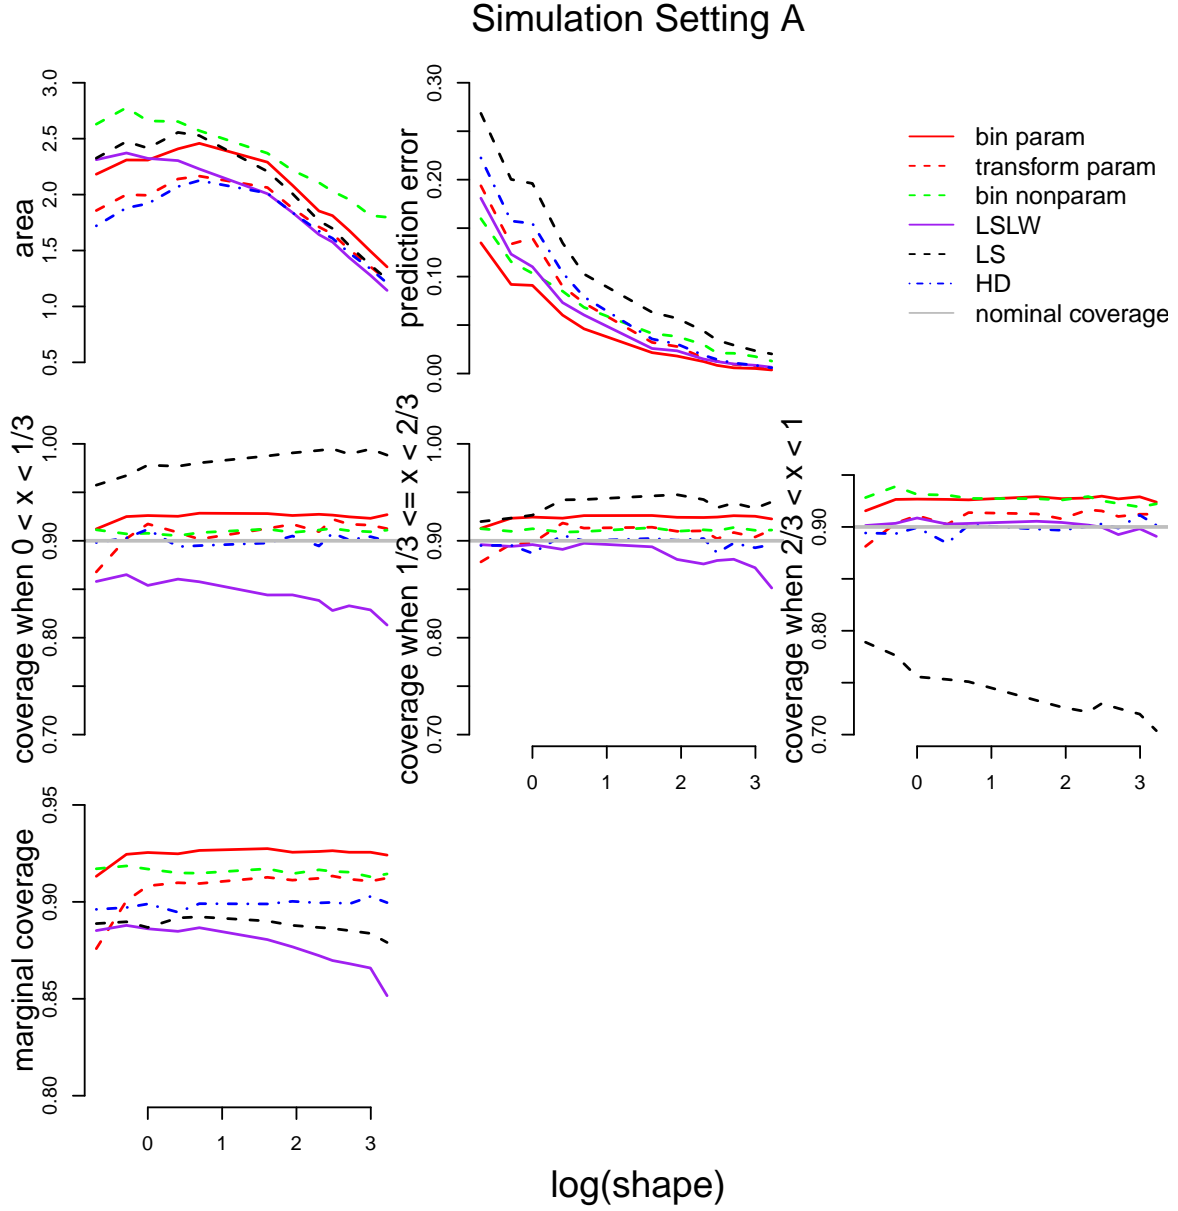 Simulation Setting A
area
0.5 1.0 1.5 2.0 2.5 3.0
prediction error
0.00 0.10 0.20 0.30
bin param
transform param
bin nonparam
LSLW
LS
HD
nominal coverage
coverage when 0 < x < 1/3
0.70 0.80 0.90 1.00
coverage when 1/3 <= x < 2/3
0.70 0.80 0.90 1.00
0 1 2 3
coverage when 2/3 < x < 1
0.70 0.80 0.90
0 1 2 3
marginal coverage
0.80 0.85 0.90 0.95
0 1 2 3
log(shape)